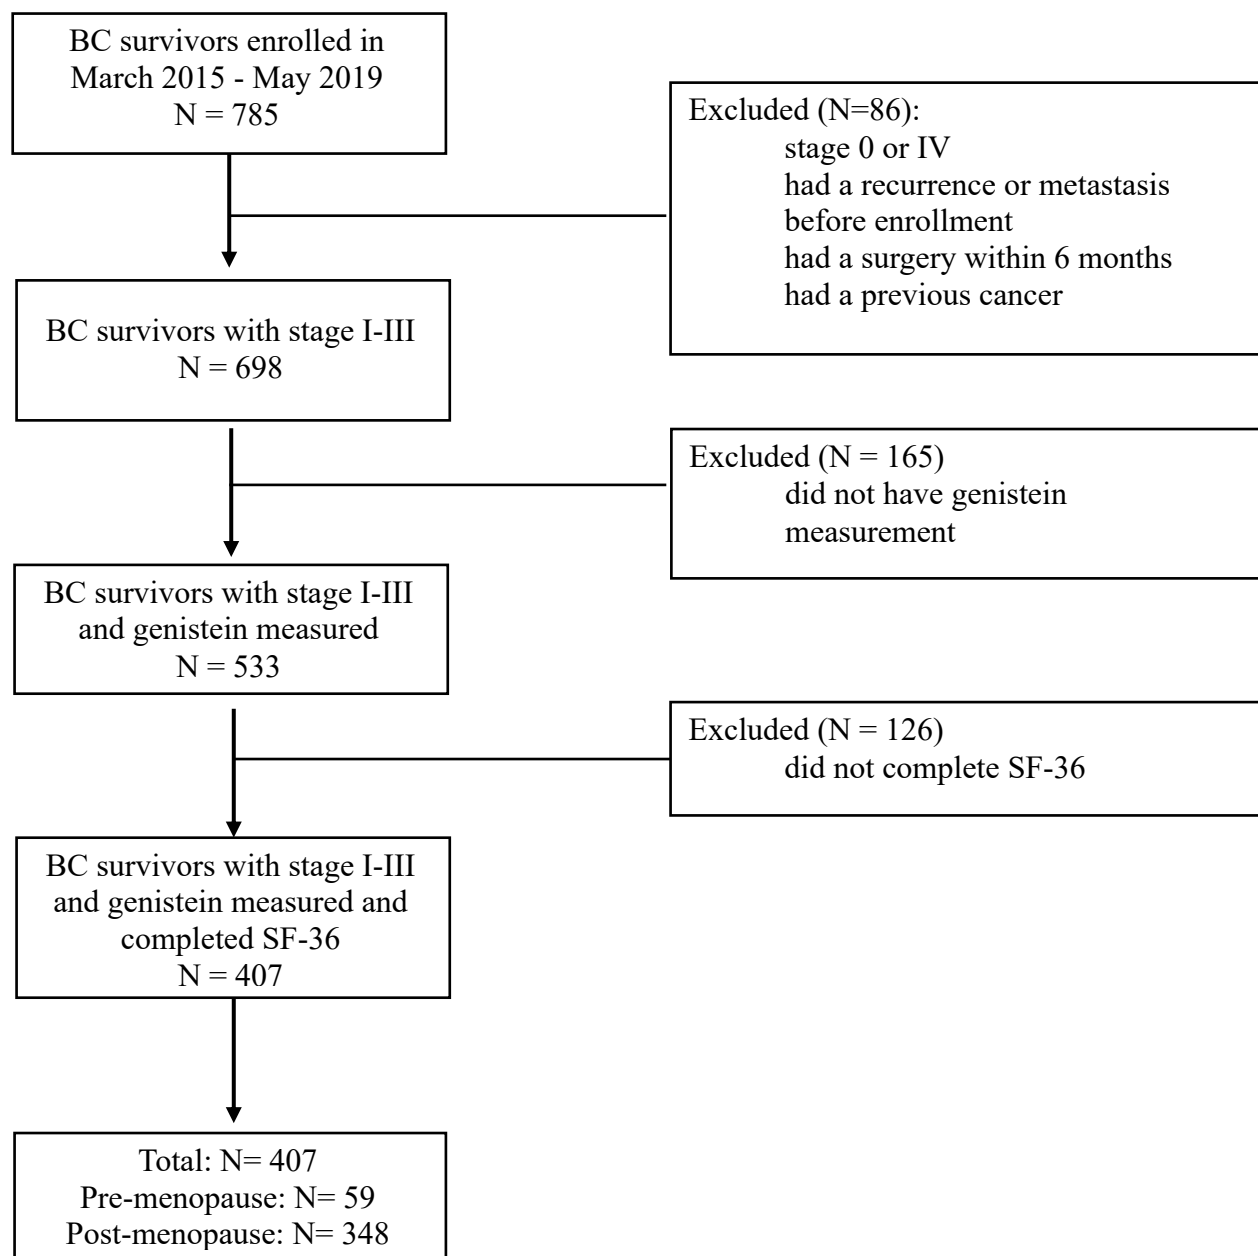 BC survivors enrolled in
March 2015 - May 2019
N = 785
Excluded (N=86):
stage 0 or IV
had a recurrence or metastasis
before enrollment
had a surgery within 6 months
had a previous cancer
BC survivors with stage I-III
N = 698
Excluded (N = 165)
did not have genistein
measurement
BC survivors with stage I-III
and genistein measured
N = 533
Excluded (N = 126)
did not complete SF-36
BC survivors with stage I-III
and genistein measured and
completed SF-36
N = 407
Total: N= 407
Pre-menopause: N= 59
Post-menopause: N= 348